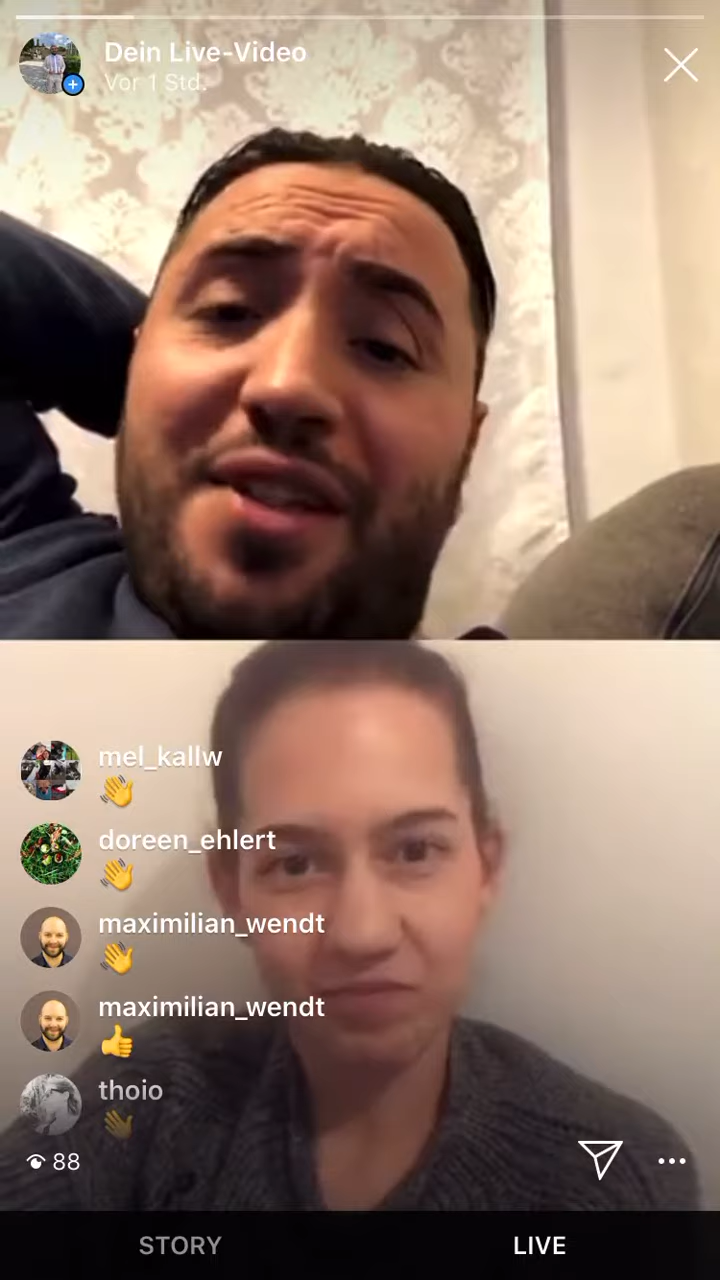 Dein Live-Video
Vor 1 Std.
mel_kallw
👋
doreen_ehlert
👋
maximilian_wendt
👋
maximilian_wendt
👍
thoio
👋
88
STORY
LIVE